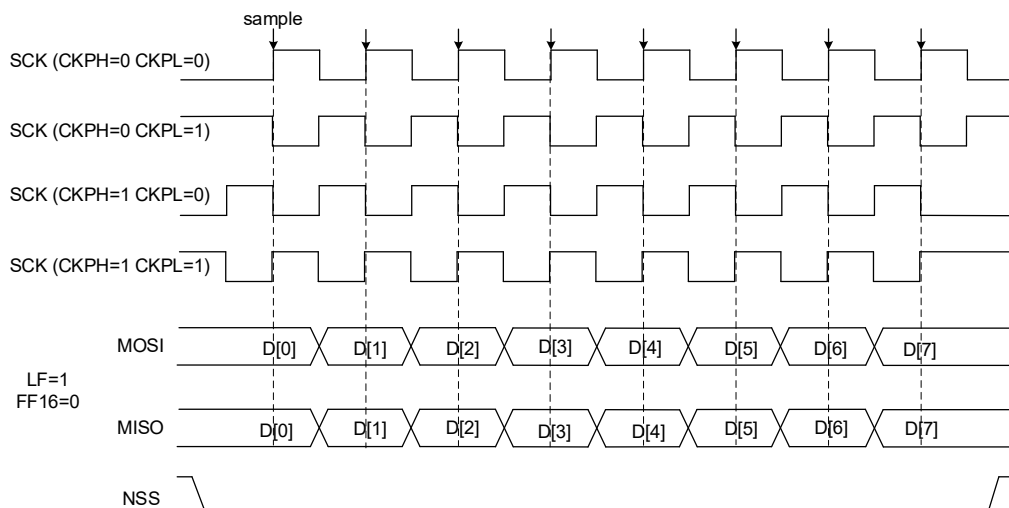 sample
SCK (CKPH=0 CKPL=0)
SCK (CKPH=0 CKPL=1)
SCK (CKPH=1 CKPL=0)
SCK (CKPH=1 CKPL=1)
MOSI
D[0] D[1] D[2] D[3] D[4] D[5] D[6] D[7]
LF=1
FF16=0
MISO
D[0] D[1] D[2] D[3] D[4] D[5] D[6] D[7]
NSS